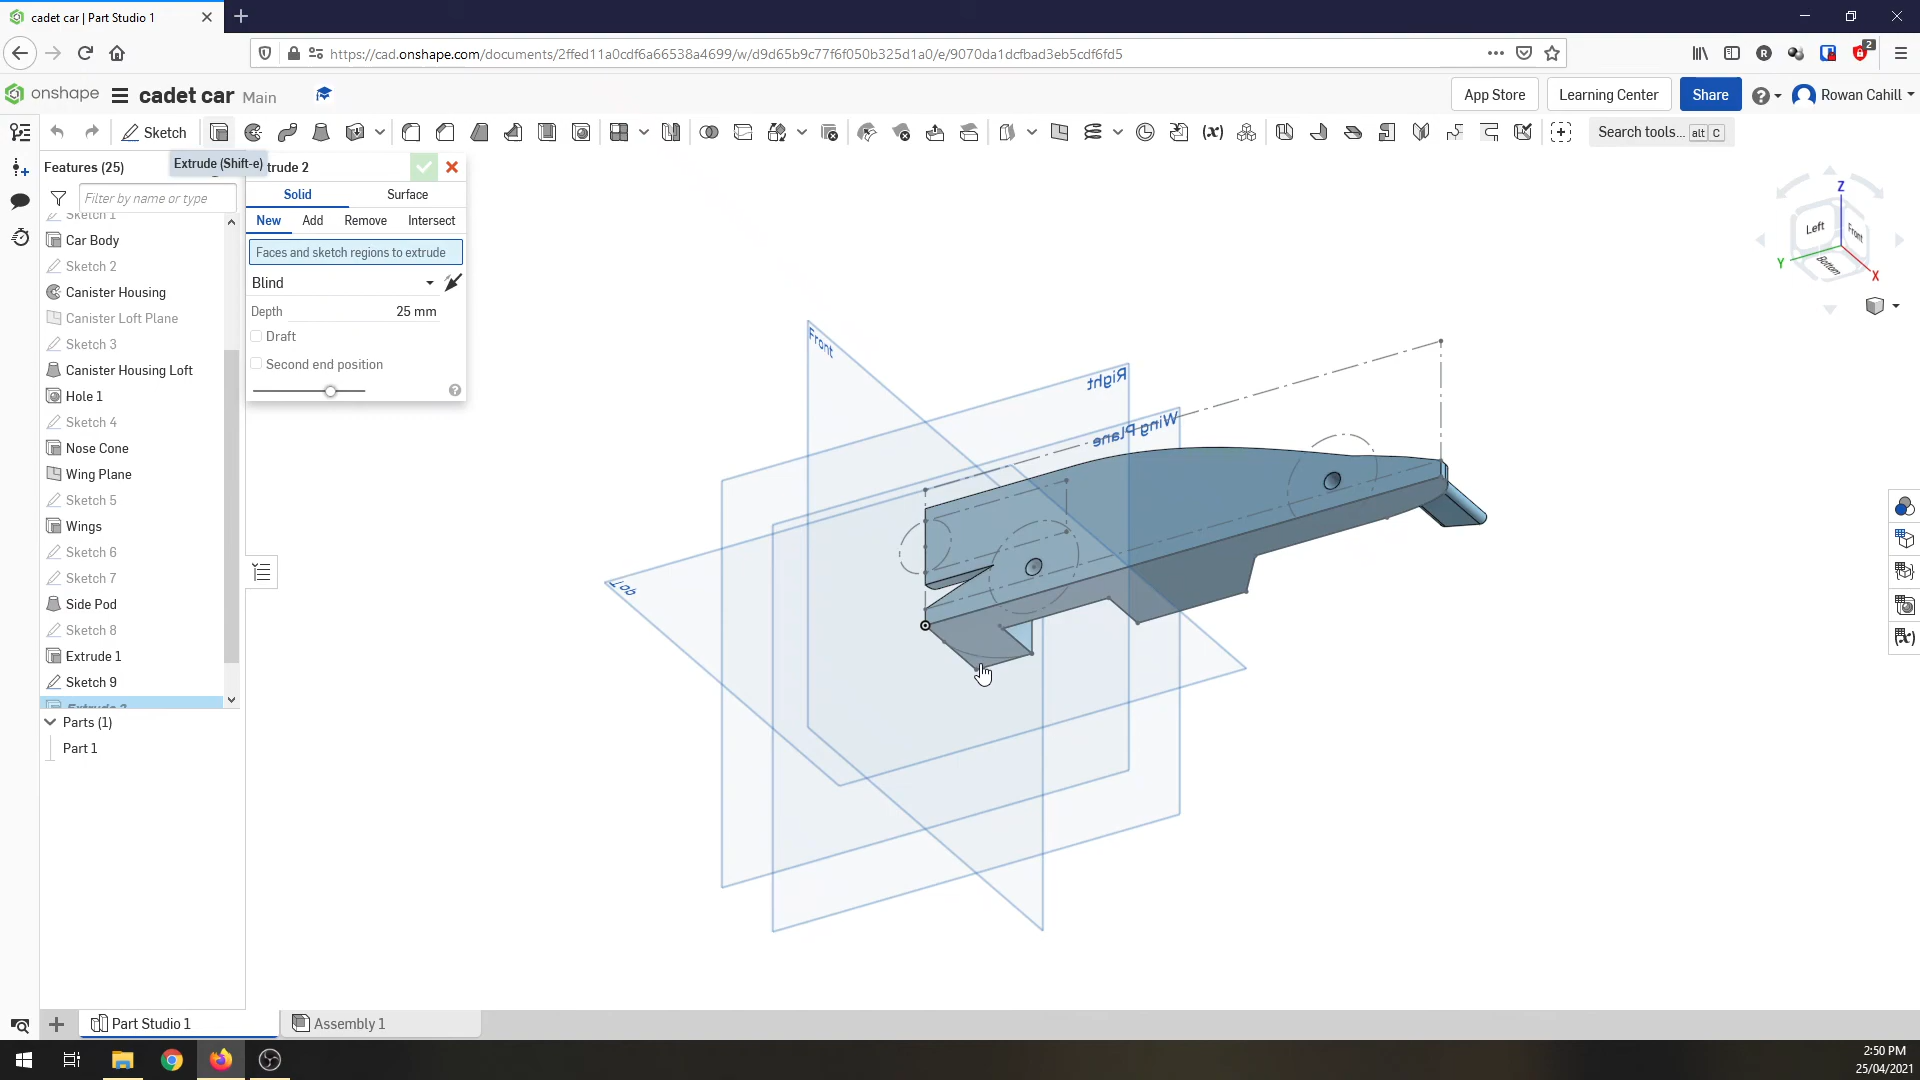 cadet car | Part Studio 1
https://cad.onshape.com/documents/2ffed11a0cdf6a66538a4699/w/d9d65b9c77f6f050b325d1a0/e/9070da1dcfbad3eb5cdf6fd5
2
onshape
cadet car Main
App Store
Learning Center
Share
Rowan Cahill
Sketch
Search tools... alt C
Extrude (Shift-e)
Features (25)
Filter by name or type
Sketch 1
Car Body
Sketch 2
Canister Housing
Canister Loft Plane
Sketch 3
Canister Housing Loft
Hole 1
Sketch 4
Nose Cone
Wing Plane
Sketch 5
Wings
Sketch 6
Sketch 7
Side Pod
Sketch 8
Extrude 1
Sketch 9
Extrude 2
Parts (1)
Part 1
trude 2
Solid
Surface
New
Add
Remove
Intersect
Faces and sketch regions to extrude
Blind
Depth
25 mm
Draft
Second end position
Front
Right
Wing Plane
Top
Z
Left
Front
Bottom
Y
X
Part Studio 1
Assembly 1
2:50 PM
25/04/2021